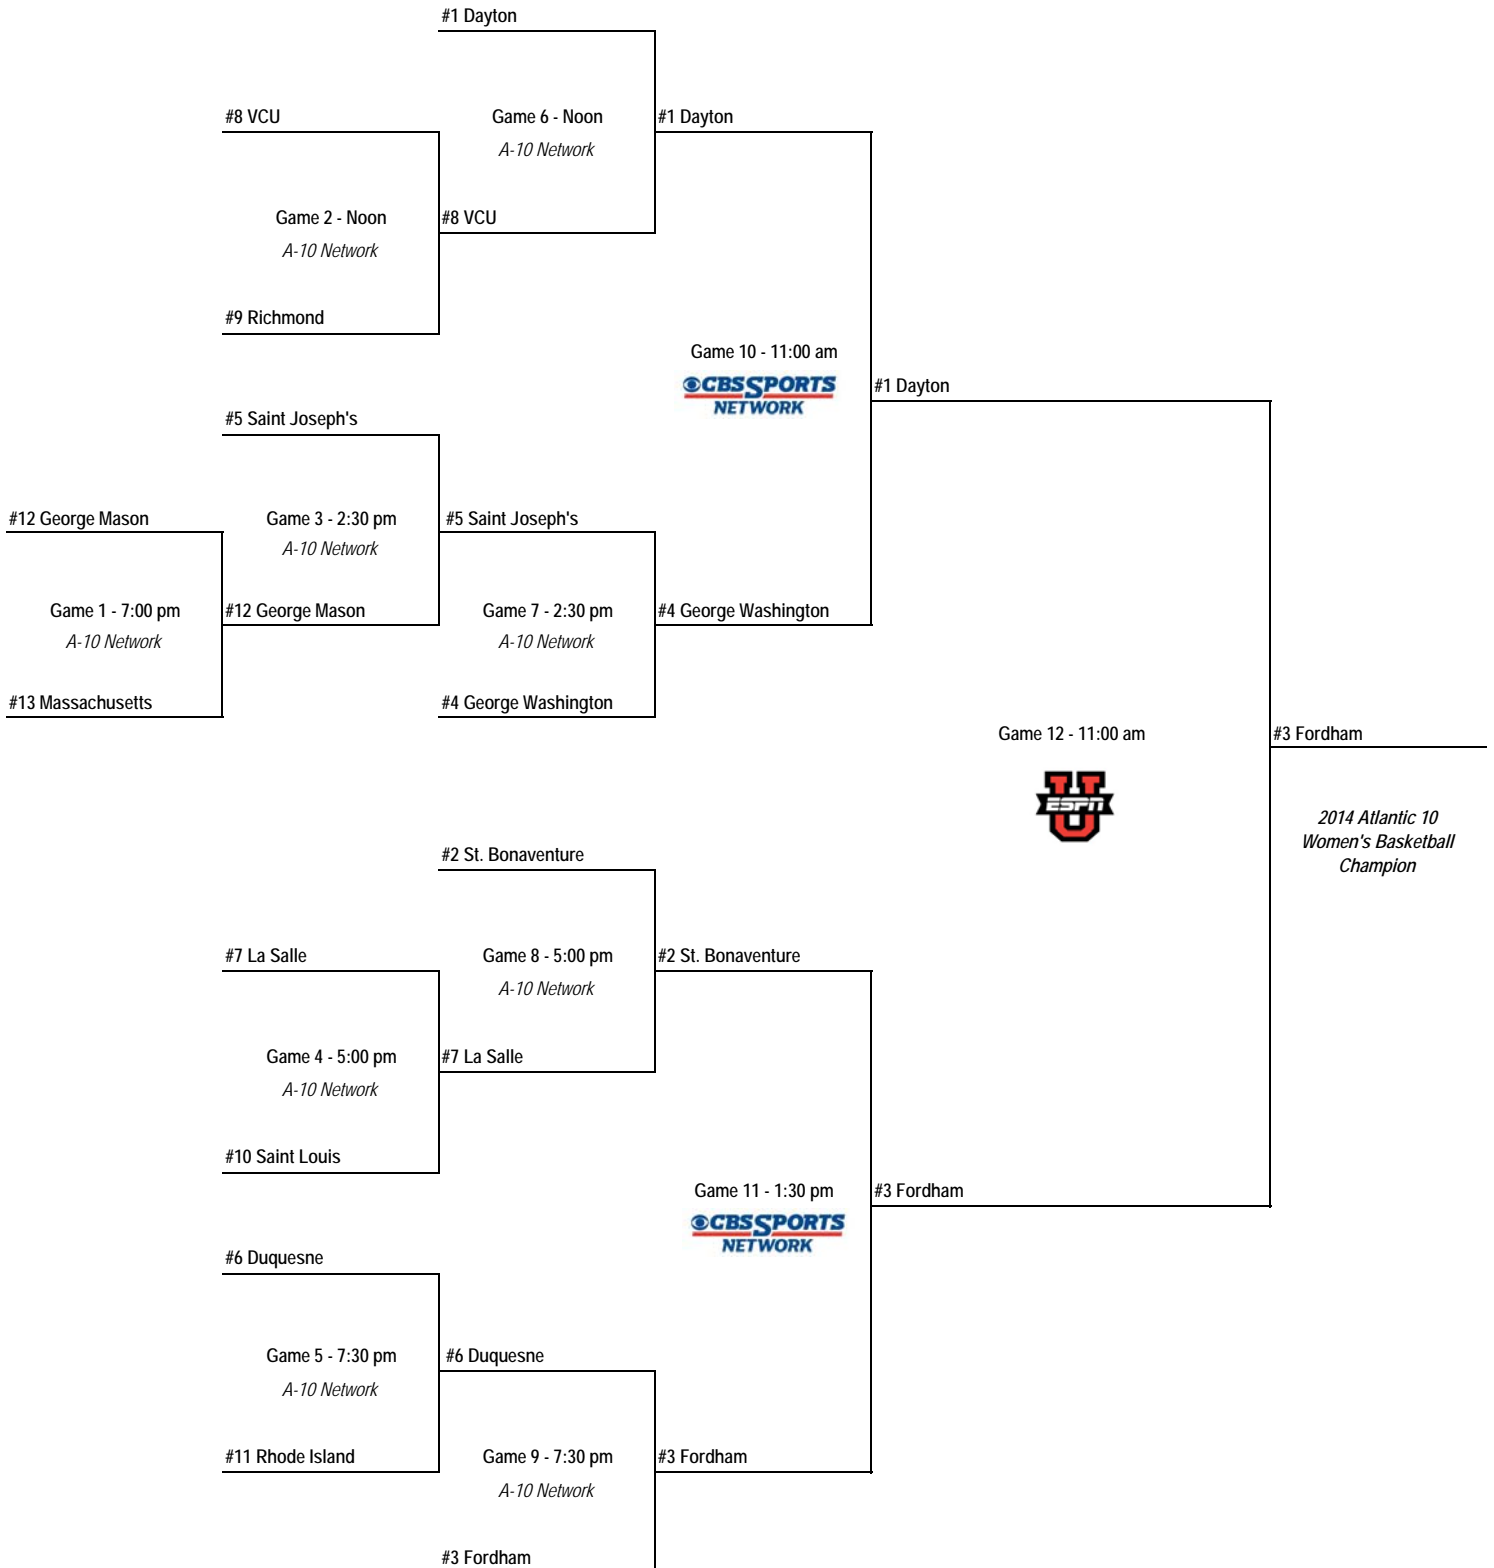 #1 Dayton
#8 VCU
Game 6 - Noon
#1 Dayton
A-10 Network
Game 2 - Noon
#8 VCU
A-10 Network
#9 Richmond
Game 10 - 11:00 am
CBS SPORTS
NETWORK
#1 Dayton
#5 Saint Joseph's
#12 George Mason
Game 3 - 2:30 pm
#5 Saint Joseph's
A-10 Network
Game 1 - 7:00 pm
#12 George Mason
Game 7 - 2:30 pm
#4 George Washington
A-10 Network
A-10 Network
#13 Massachusetts
#4 George Washington
Game 12 - 11:00 am
#3 Fordham
U
ESPN
2014 Atlantic 10
Women's Basketball
Champion
#2 St. Bonaventure
#7 La Salle
Game 8 - 5:00 pm
#2 St. Bonaventure
A-10 Network
Game 4 - 5:00 pm
#7 La Salle
A-10 Network
#10 Saint Louis
Game 11 - 1:30 pm
#3 Fordham
CBS SPORTS
NETWORK
#6 Duquesne
Game 5 - 7:30 pm
#6 Duquesne
A-10 Network
#11 Rhode Island
Game 9 - 7:30 pm
#3 Fordham
A-10 Network
#3 Fordham